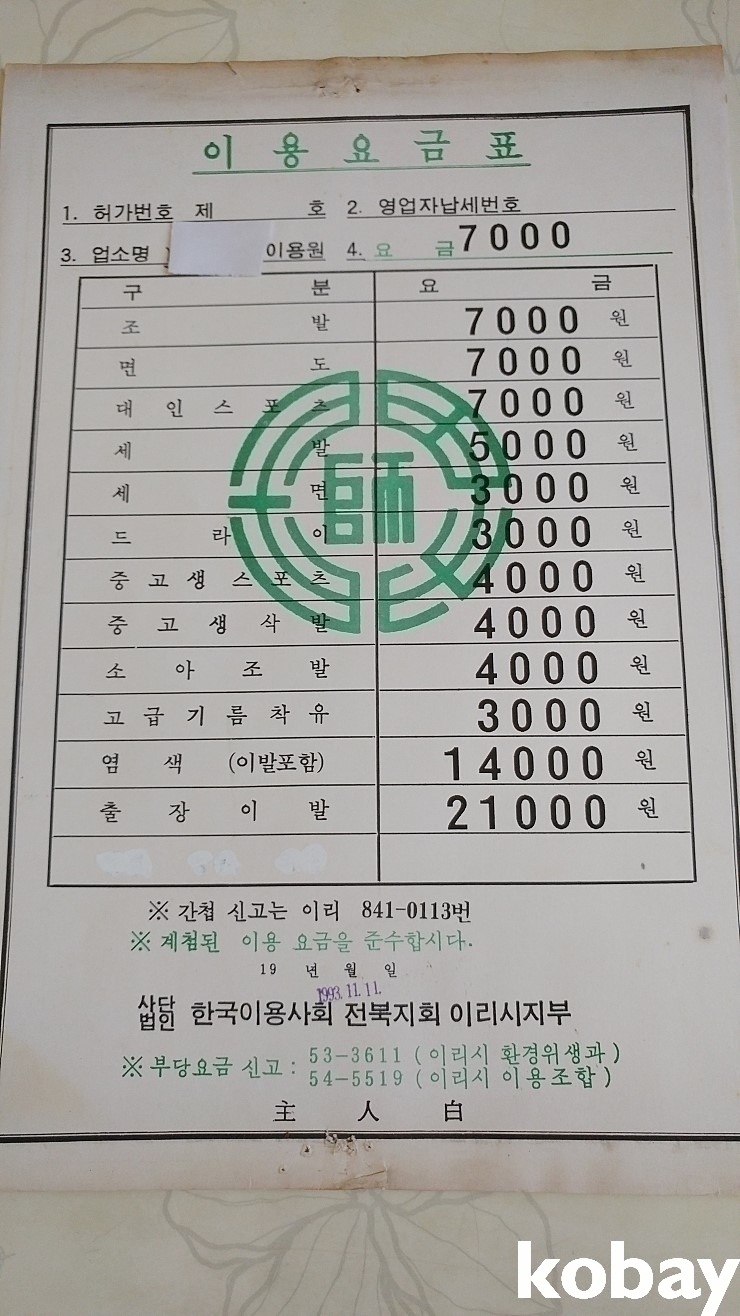 이용요금표
1. 허가번호 제 호 2. 영업자납세번호
3. 업소명 이용원 4. 요금 7000
구분 요금
조발 7000 원
면도 7000 원
대인스포츠 7000 원
세발 5000 원
세면 3000 원
드라이 3000 원
중고생스포츠 4000 원
중고생삭발 4000 원
소아조발 4000 원
고급기름착유 3000 원
염색 (이발포함) 14000 원
출장이발 21000 원
師
※ 간첩 신고는 이리 841-0113번
※ 계첨된 이용 요금을 준수합시다.
19 년 월 일
1993.11.11.
사단법인 한국이용사회 전북지회 이리시지부
※ 부당요금 신고 : 53-3611 (이리시 환경위생과)
54-5519 (이리시 이용조합)
主人白
kobay